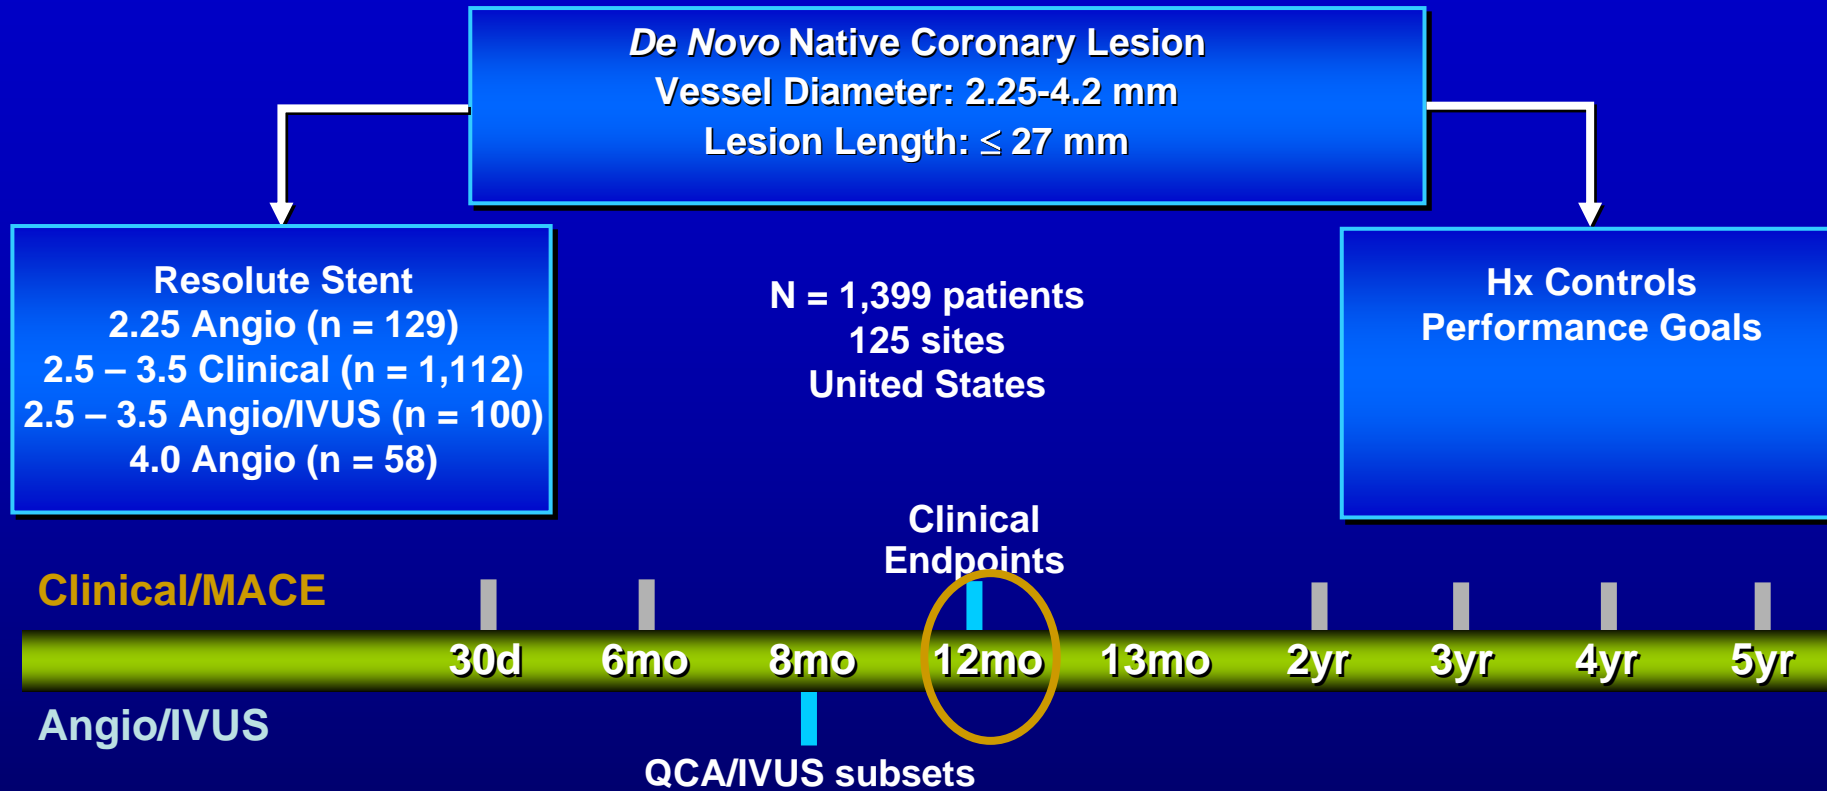 De Novo Native Coronary Lesion
Vessel Diameter: 2.25-4.2 mm
Lesion Length: ≤ 27 mm
Resolute Stent
2.25 Angio (n = 129)
2.5 – 3.5 Clinical (n = 1,112)
2.5 – 3.5 Angio/IVUS (n = 100)
4.0 Angio (n = 58)
N = 1,399 patients
125 sites
United States
Hx Controls
Performance Goals
Clinical
Endpoints
Clinical/MACE
30d 6mo 8mo 12mo 13mo 2yr 3yr 4yr 5yr
Angio/IVUS
QCA/IVUS subsets